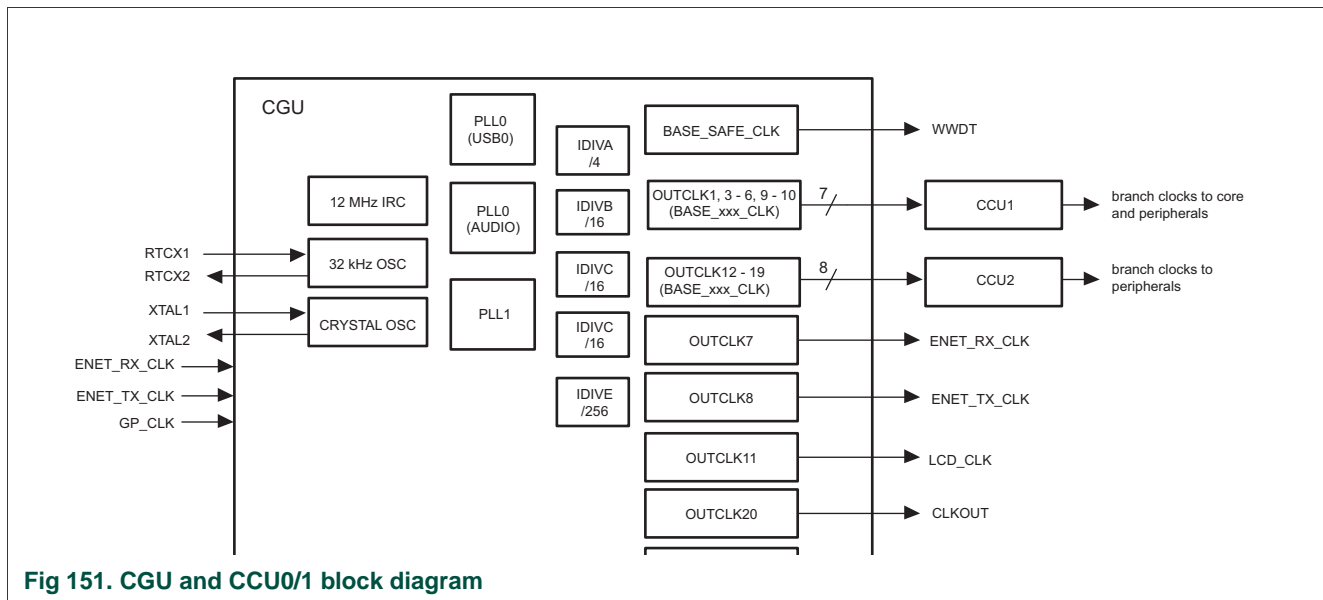 CGU
PLL0
(USB0)
BASE_SAFE_CLK
WWDT
IDIVA
/4
12 MHz IRC
PLL0
(AUDIO)
IDIVB
/16
OUTCLK1, 3 - 6, 9 - 10
(BASE_xxx_CLK)
7
CCU1
branch clocks to core
and peripherals
RTCX1
RTCX2
32 kHz OSC
IDIVC
/16
OUTCLK12 - 19
(BASE_xxx_CLK)
8
CCU2
branch clocks to
peripherals
XTAL1
XTAL2
CRYSTAL OSC
PLL1
IDIVC
/16
OUTCLK7
ENET_RX_CLK
ENET_RX_CLK
ENET_TX_CLK
GP_CLK
IDIVE
/256
OUTCLK8
ENET_TX_CLK
OUTCLK11
LCD_CLK
OUTCLK20
CLKOUT
Fig 151. CGU and CCU0/1 block diagram